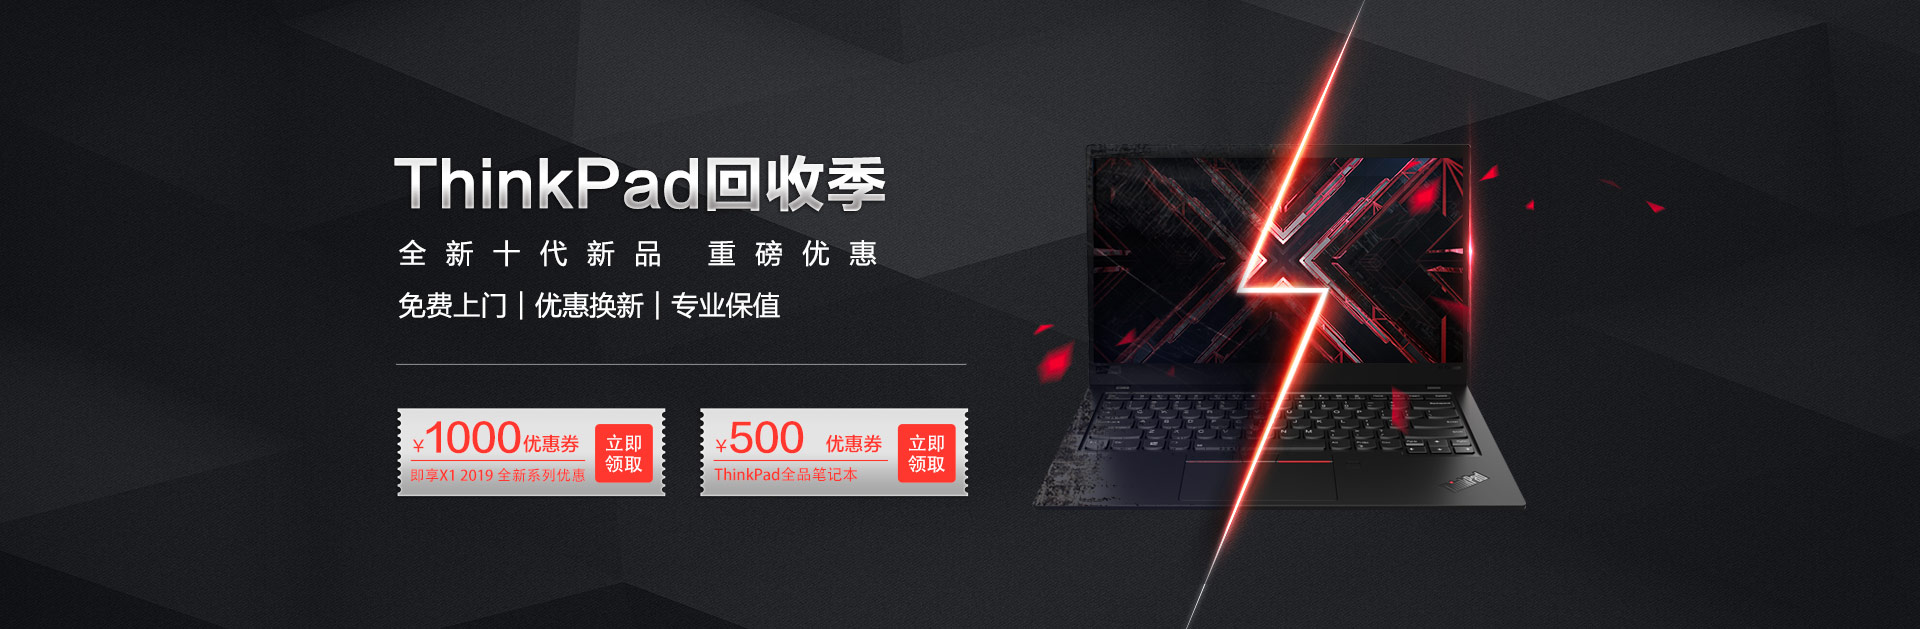 ThinkPad回收季
全新十代新品 重磅优惠
免费上门|优惠换新|专业保值
¥1000优惠券
即享X1 2019 全新系列优惠
立即
领取
¥500 优惠券
ThinkPad全品笔记本
立即
领取
ThinkPad